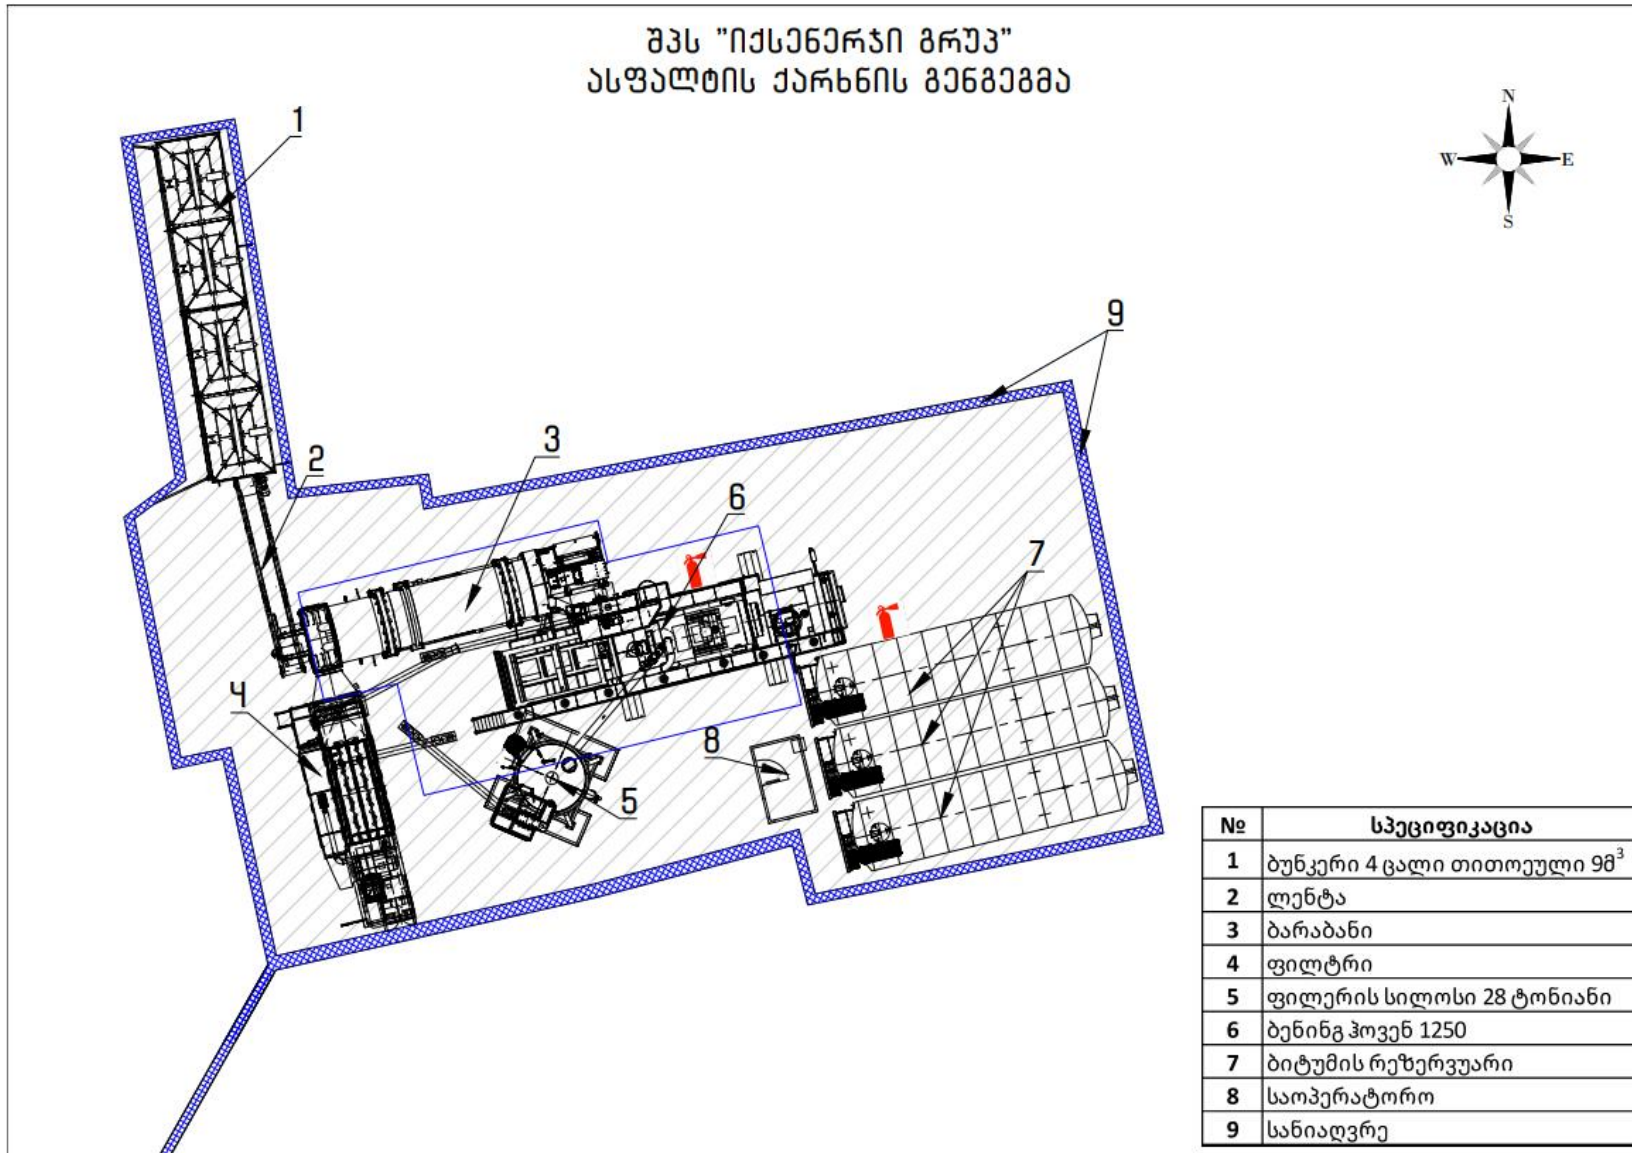 შპს "იქსენერჯი გრუპ"
ასფალტის ქარხნის გენგეგმა
N
W E
S
1
2
3
4
5
6
7
8
9
№ სპეციფიკაცია
1 ბუნკერი 4 ცალი თითოეული 9მ³
2 ლენტა
3 ბარაბანი
4 ფილტრი
5 ფილერის სილოსი 28 ტონიანი
6 ბენინგ ჰოვენ 1250
7 ბიტუმის რეზერვუარი
8 საოპერატორო
9 სანიაღვრე